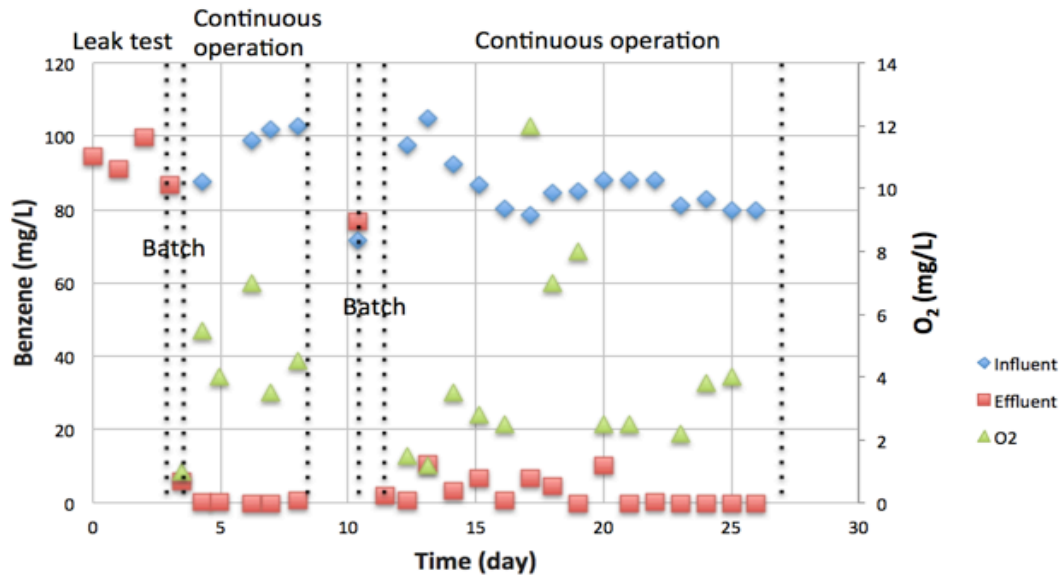 Continuous
operation
Leak test
Continuous operation
120
100
80
60
40
20
0
Benzene (mg/L)
14
12
10
8
6
4
2
0
O₂ (mg/L)
Batch
Batch
Influent
Effluent
O2
0 5 10 15 20 25 30
Time (day)